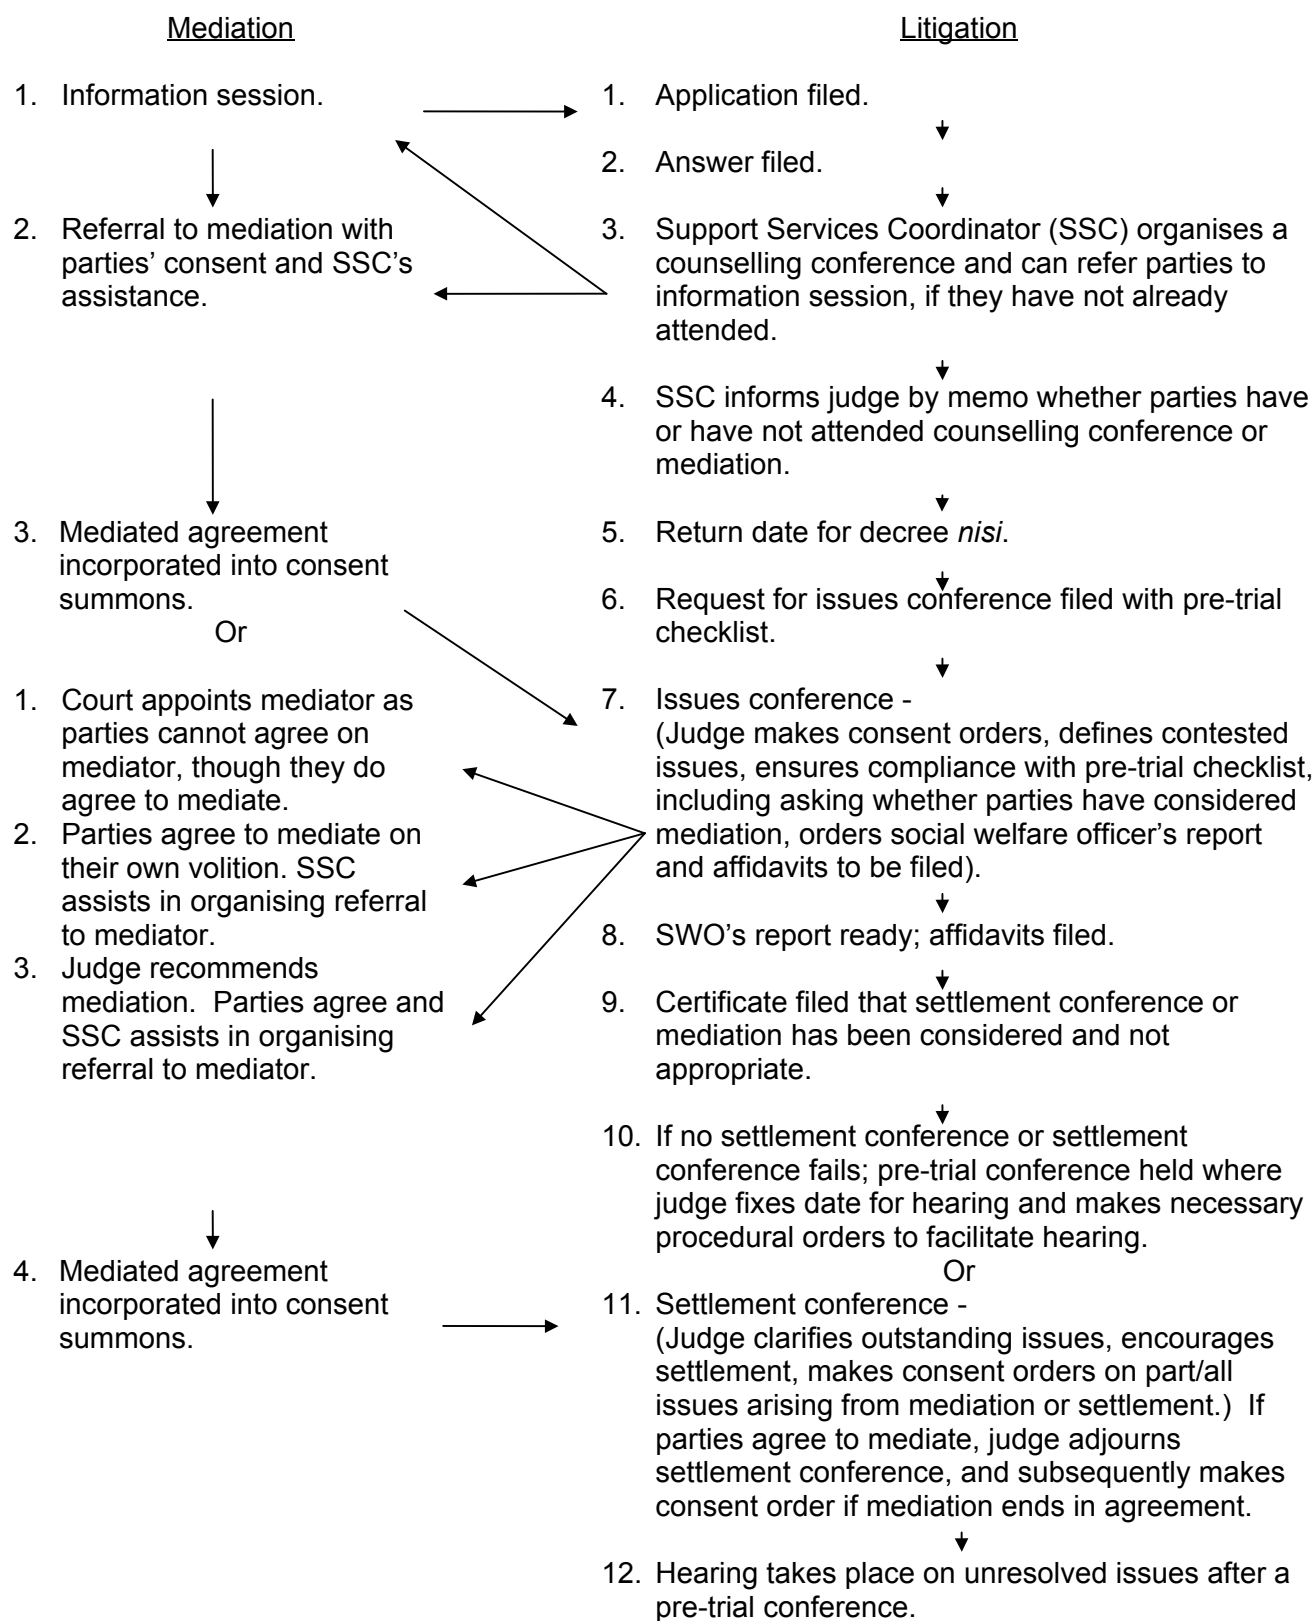 Mediation
1. Information session.
2. Referral to mediation with
parties’ consent and SSC’s
assistance.
3. Mediated agreement
incorporated into consent
summons.
Or
1. Court appoints mediator as
parties cannot agree on
mediator, though they do
agree to mediate.
2. Parties agree to mediate on
their own volition. SSC
assists in organising referral
to mediator.
3. Judge recommends
mediation. Parties agree and
SSC assists in organising
referral to mediator.
4. Mediated agreement
incorporated into consent
summons.
Litigation
1. Application filed.
2. Answer filed.
3. Support Services Coordinator (SSC) organises a
counselling conference and can refer parties to
information session, if they have not already
attended.
4. SSC informs judge by memo whether parties have
or have not attended counselling conference or
mediation.
5. Return date for decree nisi.
6. Request for issues conference filed with pre-trial
checklist.
7. Issues conference -
(Judge makes consent orders, defines contested
issues, ensures compliance with pre-trial checklist,
including asking whether parties have considered
mediation, orders social welfare officer’s report
and affidavits to be filed).
8. SWO’s report ready; affidavits filed.
9. Certificate filed that settlement conference or
mediation has been considered and not
appropriate.
10. If no settlement conference or settlement
conference fails; pre-trial conference held where
judge fixes date for hearing and makes necessary
procedural orders to facilitate hearing.
Or
11. Settlement conference -
(Judge clarifies outstanding issues, encourages
settlement, makes consent orders on part/all
issues arising from mediation or settlement.) If
parties agree to mediate, judge adjourns
settlement conference, and subsequently makes
consent order if mediation ends in agreement.
12. Hearing takes place on unresolved issues after a
pre-trial conference.